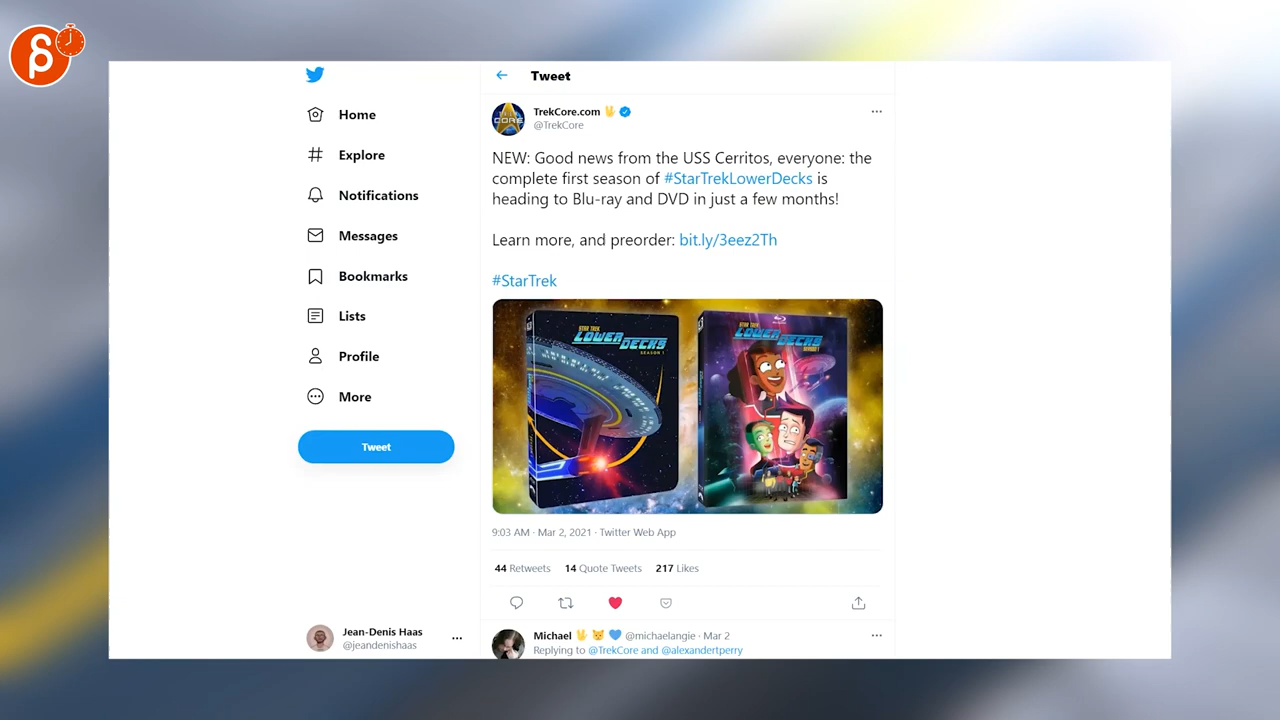 Tweet
TrekCore.com
@TrekCore
Home
Explore
Notifications
Messages
Bookmarks
Lists
Profile
More
Tweet
NEW: Good news from the USS Cerritos, everyone: the
complete first season of #StarTrekLowerDecks is
heading to Blu-ray and DVD in just a few months!
Learn more, and preorder: bit.ly/3eez2Th
#StarTrek
STAR TREK
LOWER DECKS
SEASON 1
STAR TREK
LOWER DECKS
SEASON 1
9:03 AM · Mar 2, 2021 · Twitter Web App
44 Retweets 14 Quote Tweets 217 Likes
Jean-Denis Haas
@jeandenishaas
Michael @michaelangie · Mar 2
Replying to @TrekCore and @alexandertperry